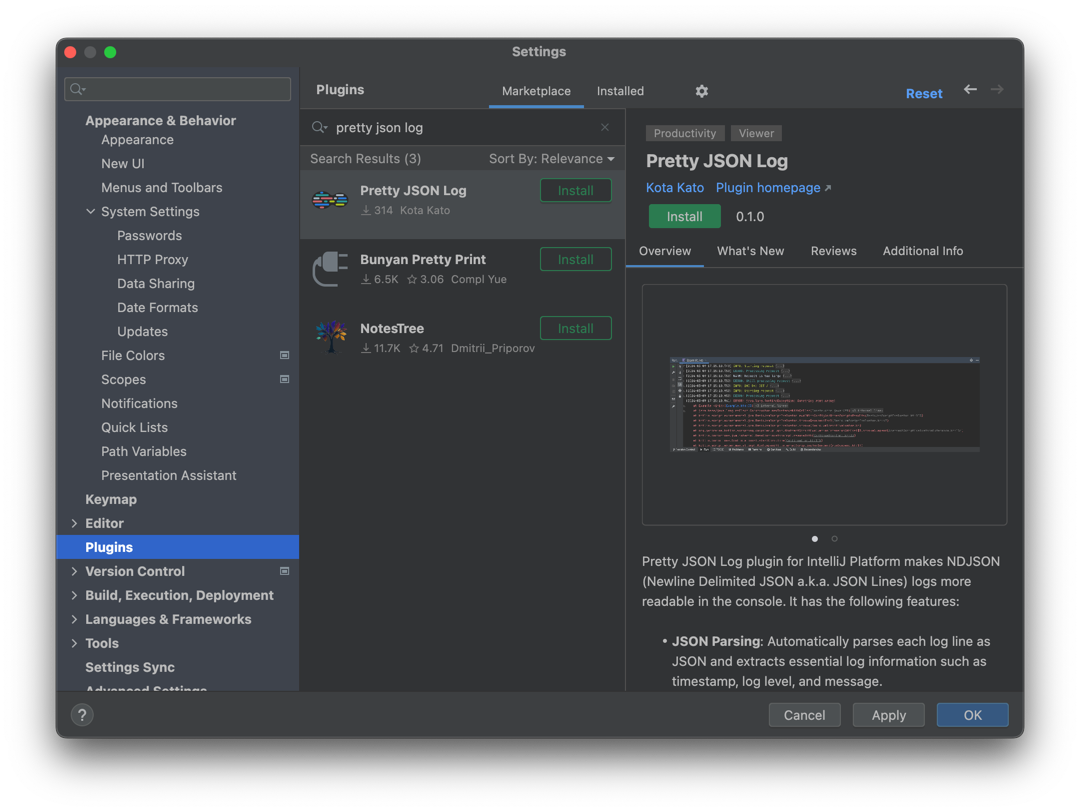 Settings
Appearance & Behavior
Appearance
New UI
Menus and Toolbars
System Settings
Passwords
HTTP Proxy
Data Sharing
Date Formats
Updates
File Colors
Scopes
Notifications
Quick Lists
Path Variables
Presentation Assistant
Keymap
Editor
Plugins
Version Control
Build, Execution, Deployment
Languages & Frameworks
Tools
Settings Sync
Advanced Settings
Plugins
Marketplace
Installed
Reset
pretty json log
Search Results (3)
Sort By: Relevance
Pretty JSON Log
Install
314 Kota Kato
Bunyan Pretty Print
Install
6.5K 3.06 Compl Yue
NotesTree
Install
11.7K 4.71 Dmitrii_Priporov
Productivity Viewer
Pretty JSON Log
Kota Kato Plugin homepage
Install 0.1.0
Overview What's New Reviews Additional Info
Pretty JSON Log plugin for IntelliJ Platform makes NDJSON
(Newline Delimited JSON a.k.a. JSON Lines) logs more
readable in the console. It has the following features:
• JSON Parsing: Automatically parses each log line as
JSON and extracts essential log information such as
timestamp, log level, and message.
?
Cancel
Apply
OK